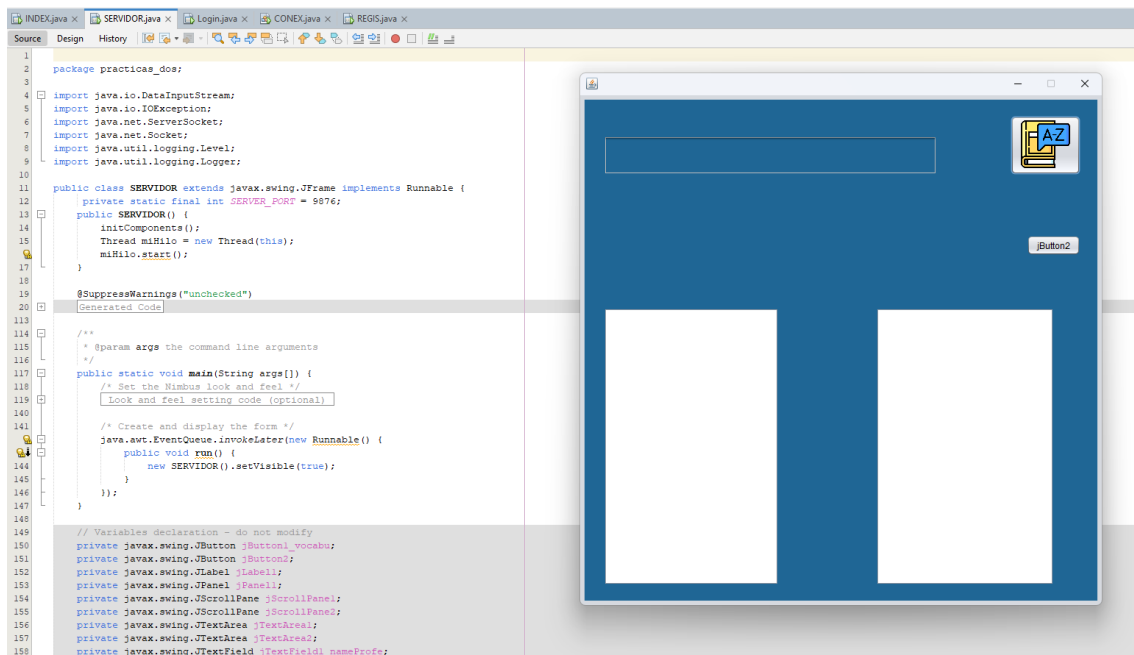 INDEX.java × SERVIDOR.java × Login.java × CONEX.java × REGIS.java ×
Source Design History
1
2 package practicas_dos;
3
4 import java.io.DataInputStream;
5 import java.io.IOException;
6 import java.net.ServerSocket;
7 import java.net.Socket;
8 import java.util.logging.Level;
9 import java.util.logging.Logger;
10
11 public class SERVIDOR extends javax.swing.JFrame implements Runnable {
12 private static final int SERVER_PORT = 9876;
13 public SERVIDOR() {
14 initComponents();
15 Thread miHilo = new Thread(this);
miHilo.start();
17 }
18
19 @SuppressWarnings("unchecked")
20 Generated Code
113
114 /**
115 * @param args the command line arguments
116 */
117 public static void main(String args[]) {
118 /* Set the Nimbus look and feel */
119 Look and feel setting code (optional)
140
141 /* Create and display the form */
java.awt.EventQueue.invokeLater(new Runnable() {
public void run() {
144 new SERVIDOR().setVisible(true);
145 }
146 });
147 }
148
149 // Variables declaration - do not modify
150 private javax.swing.JButton jButton1_vocabu;
151 private javax.swing.JButton jButton2;
152 private javax.swing.JLabel jLabel1;
153 private javax.swing.JPanel jPanel1;
154 private javax.swing.JScrollPane jScrollPane1;
155 private javax.swing.JScrollPane jScrollPane2;
156 private javax.swing.JTextArea jTextArea1;
157 private javax.swing.JTextArea jTextArea2;
158 private javax.swing.JTextField jTextField1_nameProfe;
A-Z
jButton2